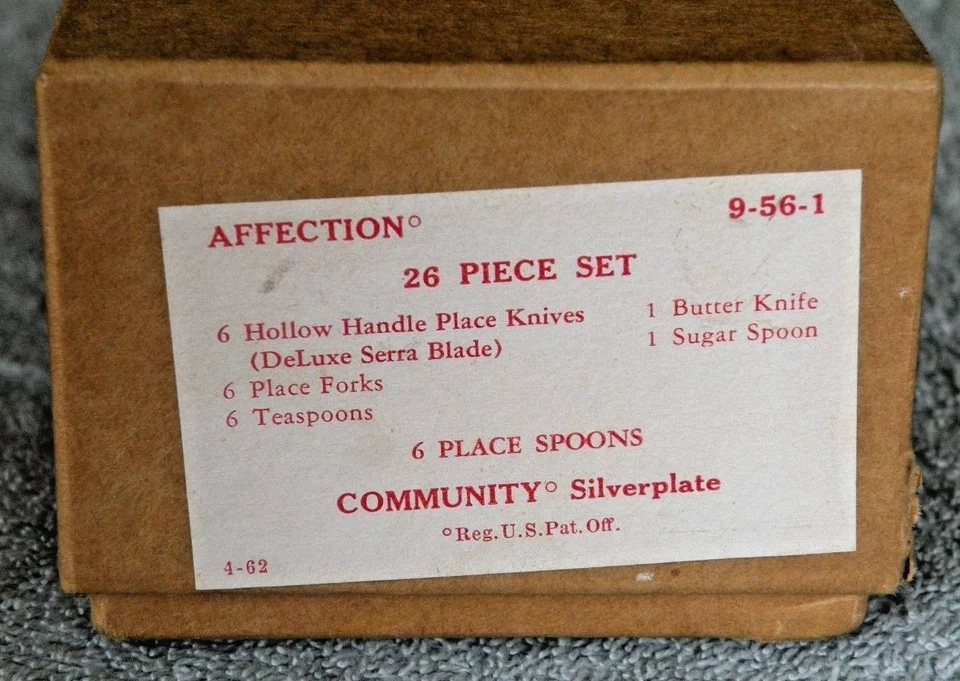 AFFECTION° 9-56-1
26 PIECE SET
6 Hollow Handle Place Knives 1 Butter Knife
(DeLuxe Serra Blade) 1 Sugar Spoon
6 Place Forks
6 Teaspoons
6 PLACE SPOONS
COMMUNITY° Silverplate
°Reg. U.S. Pat. Off.
4-62